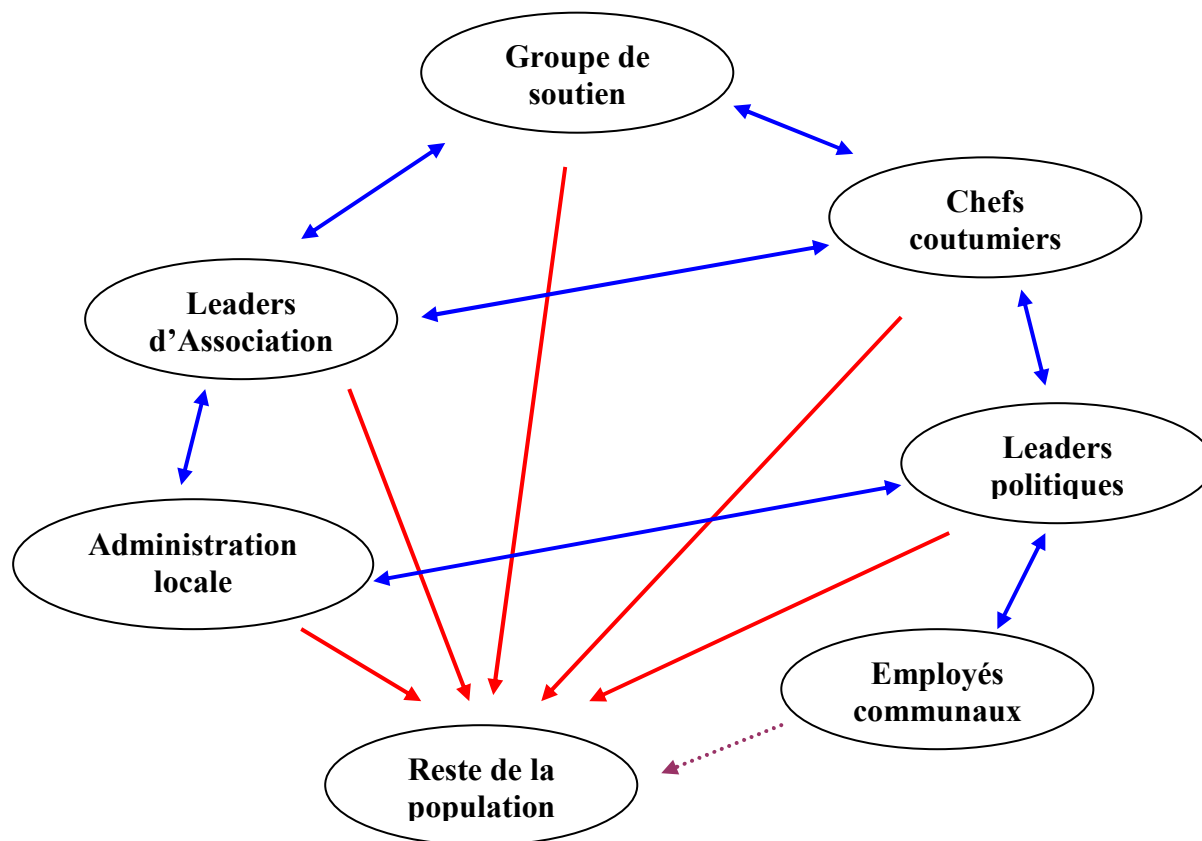 Groupe de
soutien
Chefs
coutumiers
Leaders
d’Association
Leaders
politiques
Administration
locale
Employés
communaux
Reste de la
population